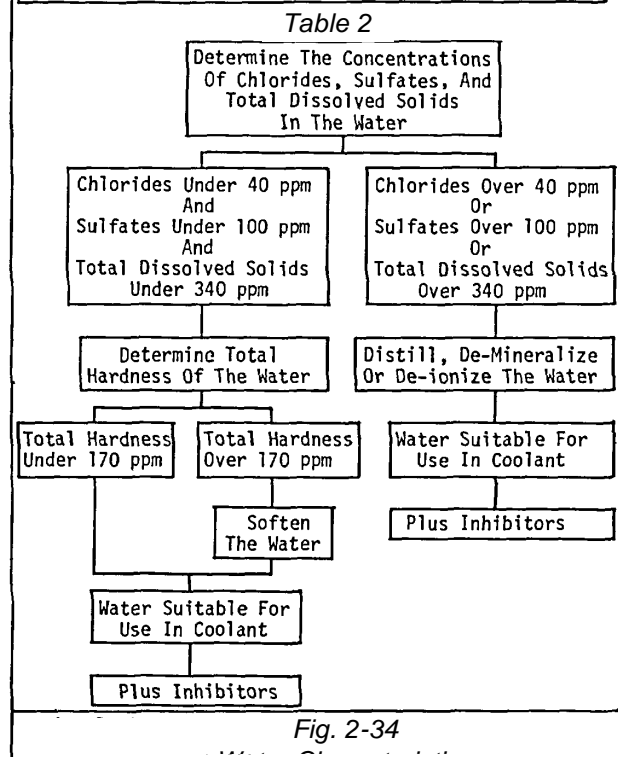 Table 2
Determine The Concentrations
Of Chlorides, Sulfates, And
Total Dissolved Solids
In The Water
Chlorides Under 40 ppm
And
Sulfates Under 100 ppm
And
Total Dissolved Solids
Under 340 ppm
Chlorides Over 40 ppm
Or
Sulfates Over 100 ppm
Or
Total Dissolved Solids
Over 340 ppm
Determine Total
Hardness Of The Water
Distill, De-Mineralize
Or De-ionize The Water
Total Hardness
Under 170 ppm
Total Hardness
Over 170 ppm
Water Suitable For
Use In Coolant
Soften
The Water
Plus Inhibitors
Water Suitable For
Use In Coolant
Plus Inhibitors
Fig. 2-34